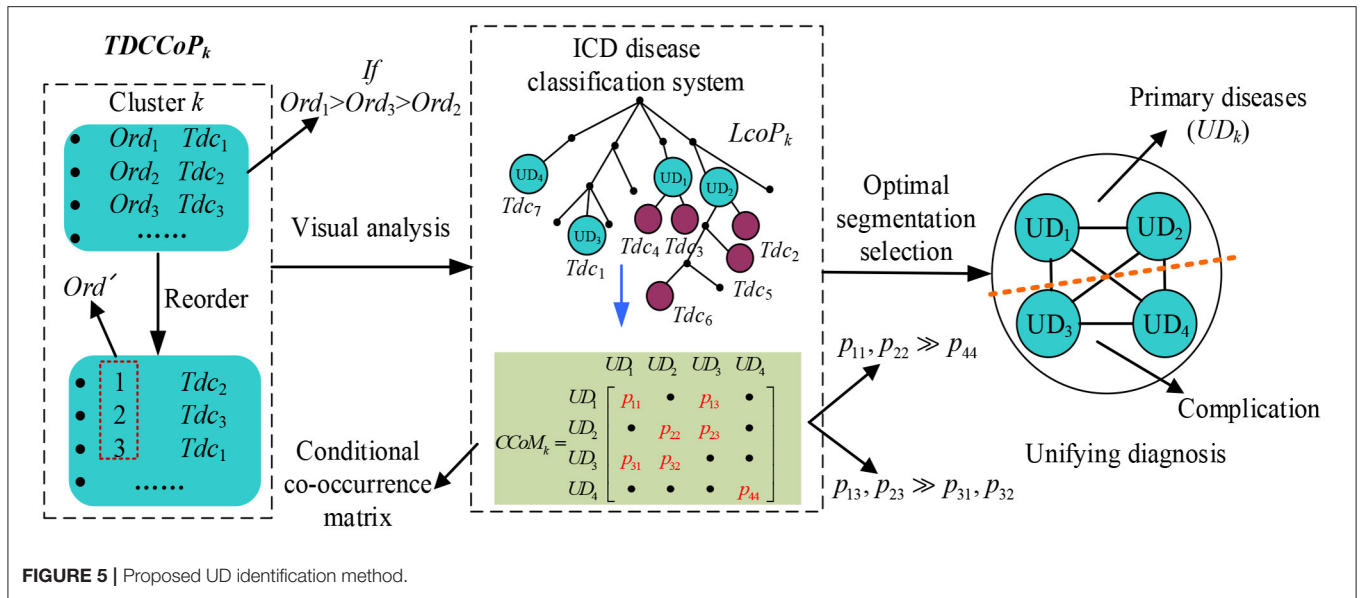 TDCCoPₖ
Cluster k
Ord₁ Tdc₁
Ord₂ Tdc₂
Ord₃ Tdc₃
......
If
Ord₁>Ord₃>Ord₂
Ord′
Reorder
1 Tdc₂
2 Tdc₃
3 Tdc₁
......
Visual analysis
Conditional
co-occurrence
matrix
ICD disease
classification system
LcoPₖ
UD₄
UD₁
UD₂
Tdc₇
UD₃
Tdc₄
Tdc₃
Tdc₂
Tdc₁
Tdc₅
Tdc₆
UD₁ UD₂ UD₃ UD₄
UD₁ p₁₁ • p₁₃ •
UD₂ • p₂₂ p₂₃ •
CCoMₖ =
UD₃ p₃₁ p₃₂ • •
UD₄ • • • p₄₄
Optimal
segmentation
selection
p₁₁, p₂₂ ≫ p₄₄
p₁₃, p₂₃ ≫ p₃₁, p₃₂
Primary diseases
(UDₖ)
UD₁ UD₂
UD₃ UD₄
Complication
Unifying diagnosis
FIGURE 5 | Proposed UD identification method.